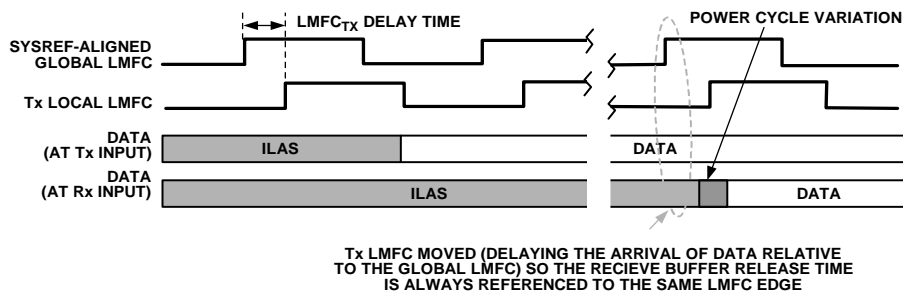 LMFCTX DELAY TIME
POWER CYCLE VARIATION
SYSREF-ALIGNED
GLOBAL LMFC
Tx LOCAL LMFC
DATA
(AT Tx INPUT)
ILAS
DATA
DATA
(AT Rx INPUT)
ILAS
DATA
Tx LMFC MOVED (DELAYING THE ARRIVAL OF DATA RELATIVE
TO THE GLOBAL LMFC) SO THE RECIEVE BUFFER RELEASE TIME
IS ALWAYS REFERENCED TO THE SAME LMFC EDGE